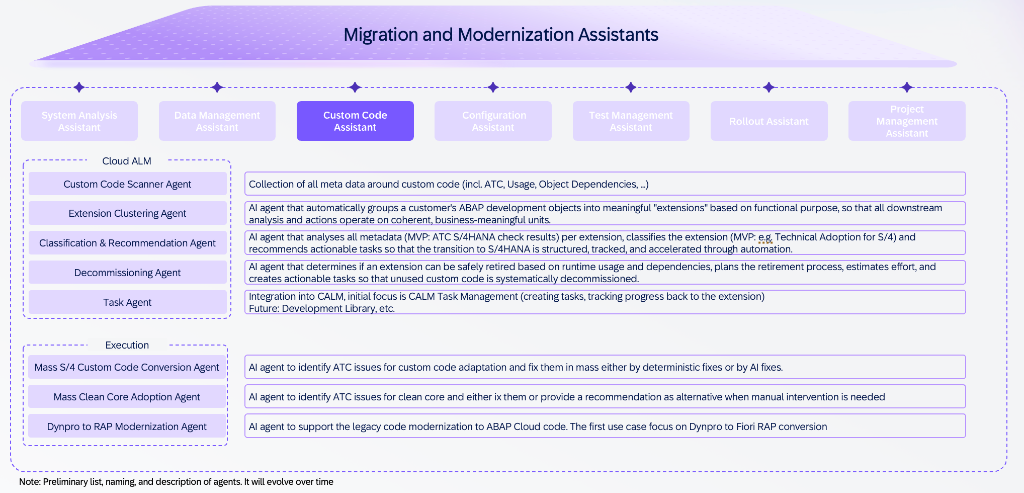 Migration and Modernization Assistants
System Analysis
Assistant
Data Management
Assistant
Custom Code
Assistant
Configuration
Assistant
Test Management
Assistant
Rollout Assistant
Project
Management
Assistant
Cloud ALM
Custom Code Scanner Agent
Collection of all meta data around custom code (incl. ATC, Usage, Object Dependencies, ..)
Extension Clustering Agent
AI agent that automatically groups a customer's ABAP development objects into meaningful "extensions" based on functional purpose, so that all downstream
analysis and actions operate on coherent, business-meaningful units.
Classification & Recommendation Agent
AI agent that analyses all metadata (MVP: ATC S/4HANA check results) per extension, classifies the extension (MVP: e.g. Technical Adoption for S/4) and
recommends actionable tasks so that the transition to S/4HANA is structured, tracked, and accelerated through automation.
Decommissioning Agent
AI agent that determines if an extension can be safely retired based on runtime usage and dependencies, plans the retirement process, estimates effort, and
creates actionable tasks so that unused custom code is systematically decommissioned.
Task Agent
Integration into CALM, initial focus is CALM Task Management (creating tasks, tracking progress back to the extension)
Future: Development Library, etc.
Execution
Mass S/4 Custom Code Conversion Agent
AI agent to identify ATC issues for custom code adaptation and fix them in mass either by deterministic fixes or by AI fixes.
Mass Clean Core Adoption Agent
AI agent to identify ATC issues for clean core and either ix them or provide a recommendation as alternative when manual intervention is needed
Dynpro to RAP Modernization Agent
AI agent to support the legacy code modernization to ABAP Cloud code. The first use case focus on Dynpro to Fiori RAP conversion
Note: Preliminary list, naming, and description of agents. It will evolve over time